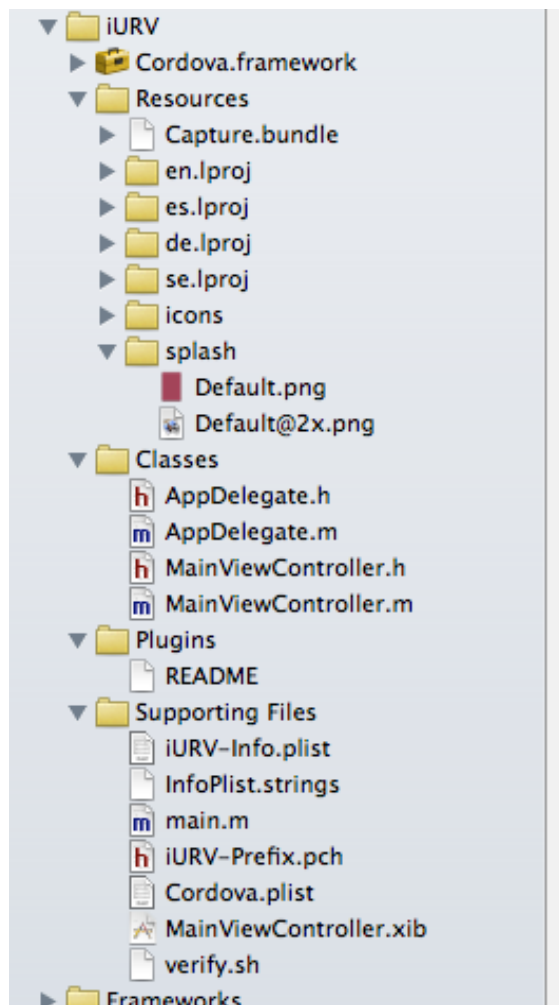 iURV
Cordova.framework
Resources
Capture.bundle
en.lproj
es.lproj
de.lproj
se.lproj
icons
splash
Default.png
Default@2x.png
Classes
h AppDelegate.h
m AppDelegate.m
h MainViewController.h
m MainViewController.m
Plugins
README
Supporting Files
iURV-Info.plist
InfoPlist.strings
m main.m
h iURV-Prefix.pch
Cordova.plist
MainViewController.xib
verify.sh
Frameworks